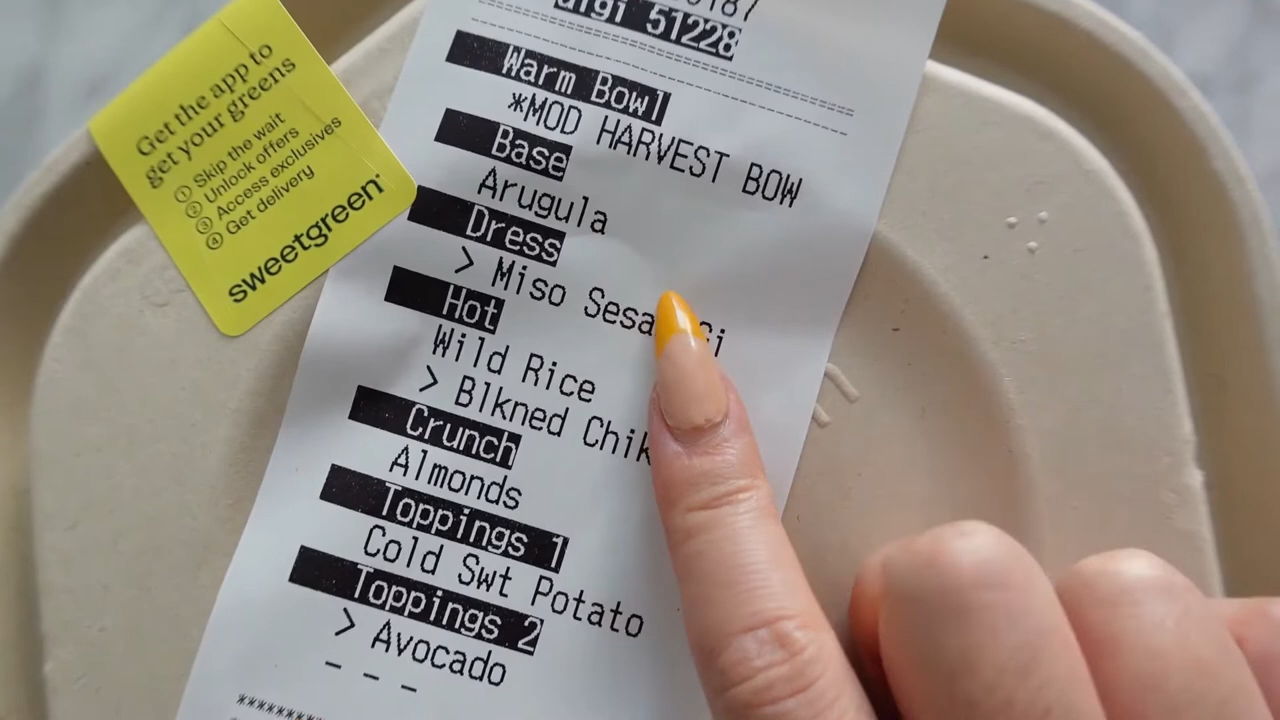 Get the app to
get your greens
1 Skip the wait
2 Unlock offers
3 Access exclusives
4 Get delivery
sweetgreen
51228
Warm Bowl
*MOD HARVEST BOW
Base
Arugula
Dress
> Miso Sesa
Hot
Wild Rice
> Blkned Chik
Crunch
Almonds
Toppings 1
Cold Swt Potato
Toppings 2
> Avocado
- - -